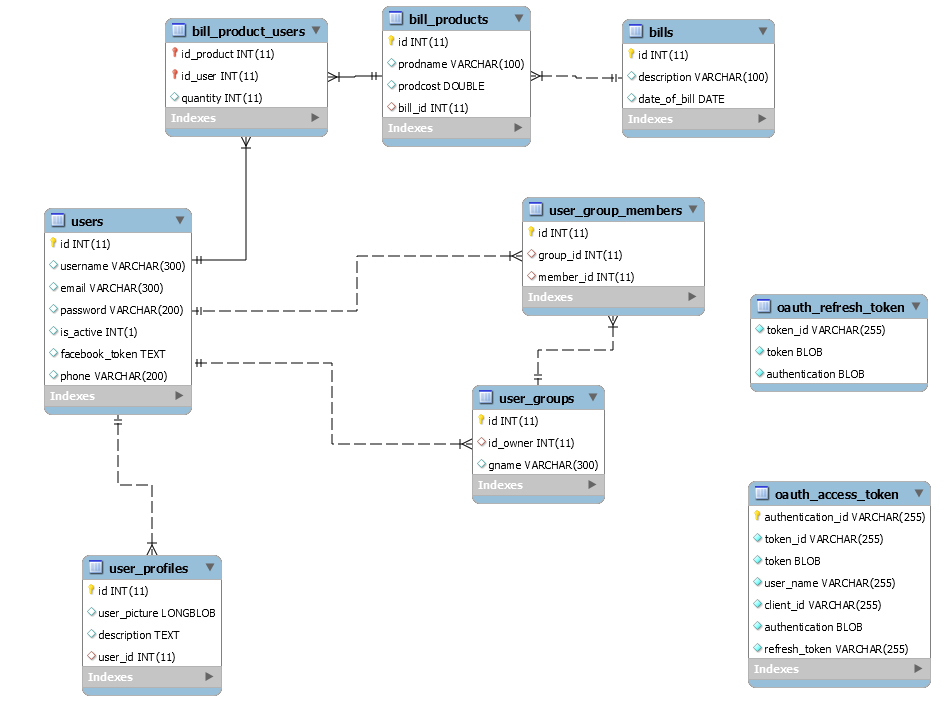 bill_product_users
id_product INT(11)
id_user INT(11)
quantity INT(11)
Indexes
bill_products
id INT(11)
prodname VARCHAR(100)
prodcost DOUBLE
bill_id INT(11)
Indexes
bills
id INT(11)
description VARCHAR(100)
date_of_bill DATE
Indexes
users
id INT(11)
username VARCHAR(300)
email VARCHAR(300)
password VARCHAR(200)
is_active INT(1)
facebook_token TEXT
phone VARCHAR(200)
Indexes
user_group_members
id INT(11)
group_id INT(11)
member_id INT(11)
Indexes
oauth_refresh_token
token_id VARCHAR(255)
token BLOB
authentication BLOB
user_groups
id INT(11)
id_owner INT(11)
gname VARCHAR(300)
Indexes
oauth_access_token
authentication_id VARCHAR(255)
token_id VARCHAR(255)
token BLOB
user_name VARCHAR(255)
client_id VARCHAR(255)
authentication BLOB
refresh_token VARCHAR(255)
Indexes
user_profiles
id INT(11)
user_picture LONGBLOB
description TEXT
user_id INT(11)
Indexes